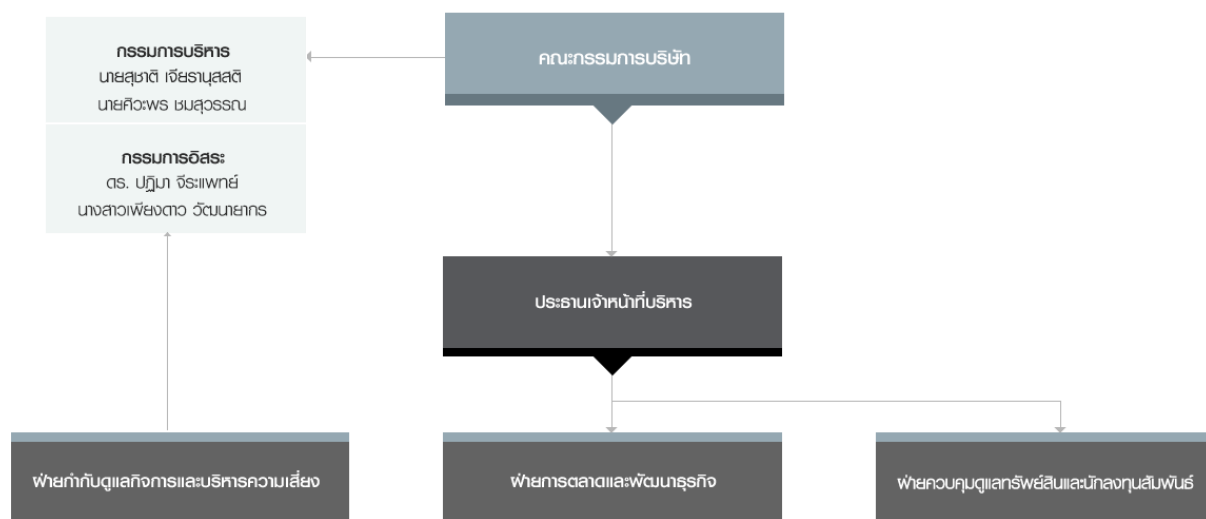 กรรมการบริหาร
นายสุชาติ เจียรานุสสติ
นายศิวะพร ชมสุวรรณ
คณะกรรมการบริษัท
กรรมการอิสระ
ดร. ปฏิมา จีระแพทย์
นางสาวเพียงดาว วัฒนายากร
ประธานเจ้าหน้าที่บริหาร
ฝ่ายกำกับดูแลกิจการและบริหารความเสี่ยง
ฝ่ายการตลาดและพัฒนาธุรกิจ
ฝ่ายควบคุมดูแลทรัพย์สินและนักลงทุนสัมพันธ์